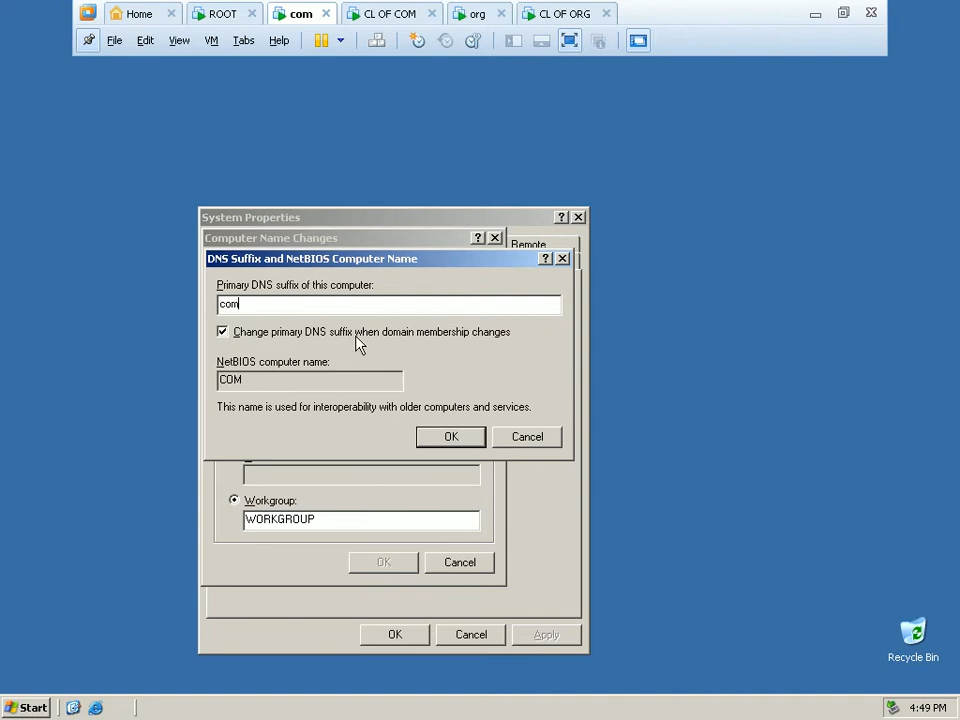 Home
ROOT
com
CL OF COM
org
CL OF ORG
File Edit View VM Tabs Help
System Properties
Computer Name Changes
Remote
DNS Suffix and NetBIOS Computer Name
Primary DNS suffix of this computer:
com
Change primary DNS suffix when domain membership changes
NetBIOS computer name:
COM
This name is used for interoperability with older computers and services.
OK Cancel
Workgroup:
WORKGROUP
OK Cancel
OK Cancel Apply
Recycle Bin
Start
4:49 PM